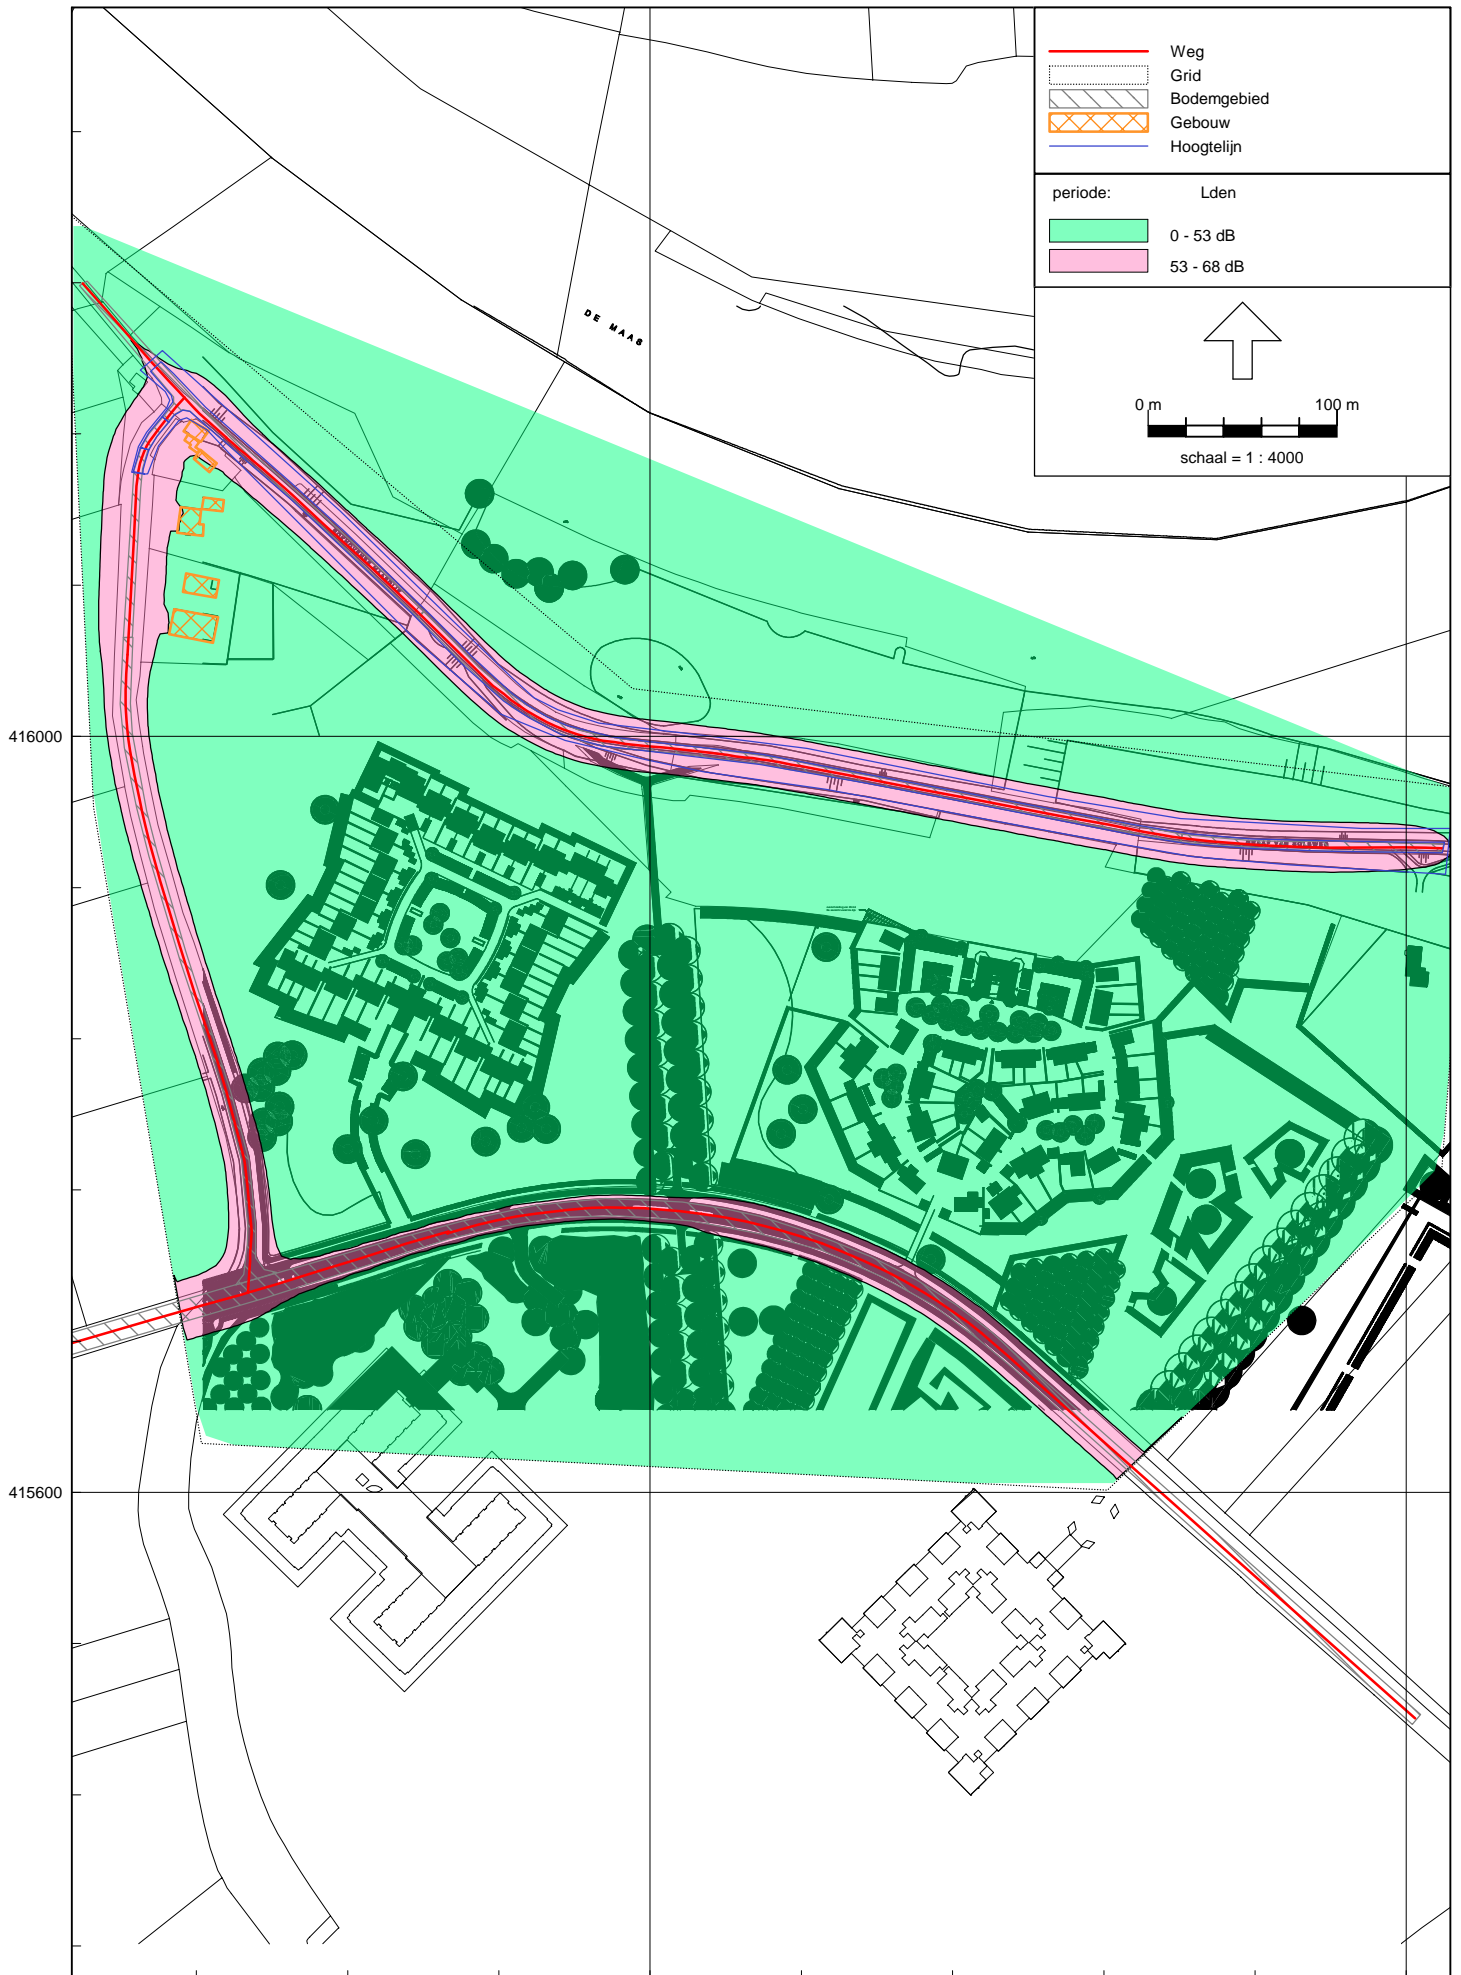 Weg
Grid
Bodemgebied
Gebouw
Hoogtelijn
periode: Lden
0 - 53 dB
53 - 68 dB
0 m 100 m
schaal = 1 : 4000
DE MAAS
416000
415600